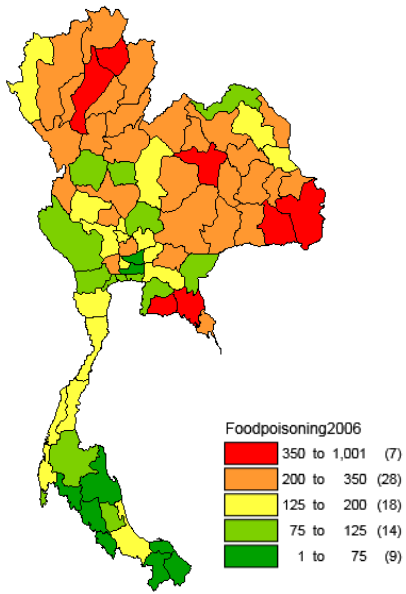 Foodpoisoning2006
350 to 1,001 (7)
200 to 350 (28)
125 to 200 (18)
75 to 125 (14)
1 to 75 (9)